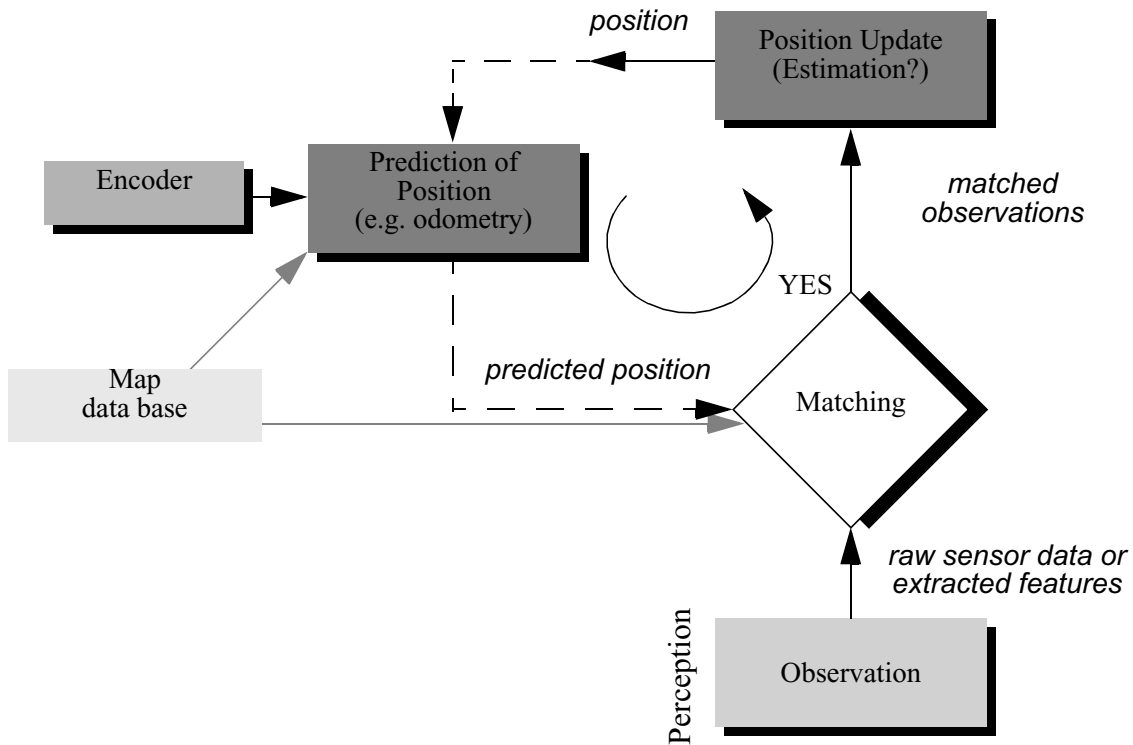 position
Position Update
(Estimation?)
Encoder
Prediction of
Position
(e.g. odometry)
matched
observations
YES
predicted position
Map
data base
Matching
raw sensor data or
extracted features
Perception
Observation